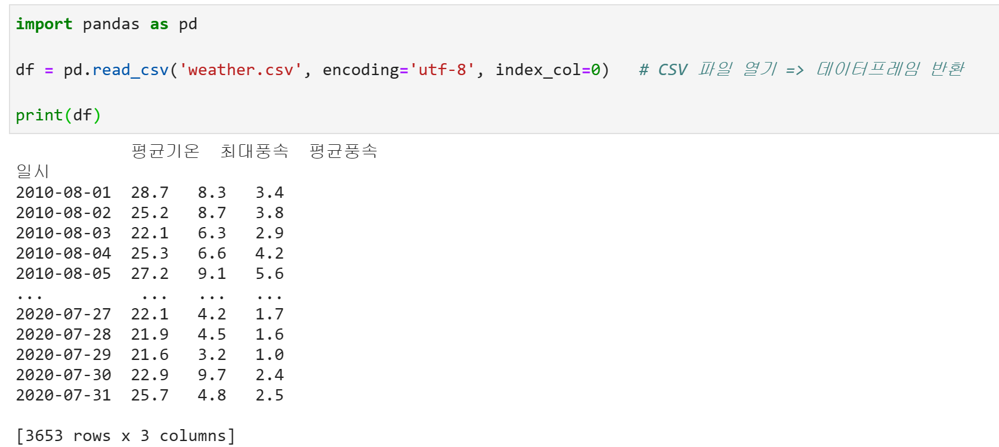 import pandas as pd
df = pd.read_csv('weather.csv', encoding='utf-8', index_col=0)   # CSV 파일 열기 => 데이터프레임 반환
print(df)
평균기온  최대풍속  평균풍속
일시
2010-08-01  28.7   8.3   3.4
2010-08-02  25.2   8.7   3.8
2010-08-03  22.1   6.3   2.9
2010-08-04  25.3   6.6   4.2
2010-08-05  27.2   9.1   5.6
...          ...   ...   ...
2020-07-27  22.1   4.2   1.7
2020-07-28  21.9   4.5   1.6
2020-07-29  21.6   3.2   1.0
2020-07-30  22.9   9.7   2.4
2020-07-31  25.7   4.8   2.5
[3653 rows x 3 columns]